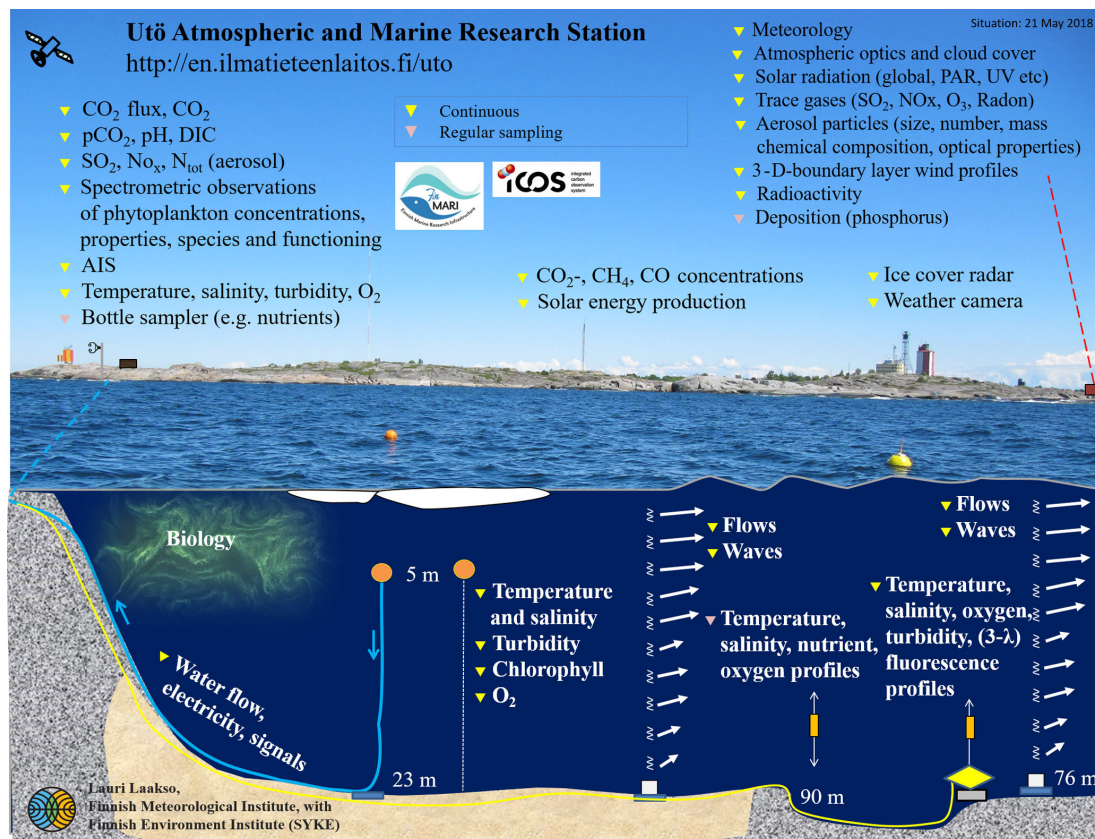 Utö Atmospheric and Marine Research Station
http://en.ilmatieteenlaitos.fi/uto
Situation: 21 May 2018
CO₂ flux, CO₂
pCO₂, pH, DIC
SO₂, Noₓ, Nₜₒₜ (aerosol)
Spectrometric observations
of phytoplankton concentrations,
properties, species and functioning
AIS
Temperature, salinity, turbidity, O₂
Bottle sampler (e.g. nutrients)
Continuous
Regular sampling
Fin
MARI
Finnish Marine Research Infrastructure
icos
integrated
carbon
observation
system
Meteorology
Atmospheric optics and cloud cover
Solar radiation (global, PAR, UV etc)
Trace gases (SO₂, NOx, O₃, Radon)
Aerosol particles (size, number, mass
chemical composition, optical properties)
3-D-boundary layer wind profiles
Radioactivity
Deposition (phosphorus)
CO₂-, CH₄, CO concentrations
Solar energy production
Ice cover radar
Weather camera
Biology
5 m
Temperature
and salinity
Turbidity
Chlorophyll
O₂
Flows
Waves
Temperature,
salinity, nutrient,
oxygen profiles
Flows
Waves
Temperature,
salinity, oxygen,
turbidity, (3-λ)
fluorescence
profiles
Water flow,
electricity, signals
23 m
90 m
76 m
Lauri Laakso,
Finnish Meteorological Institute, with
Finnish Environment Institute (SYKE)